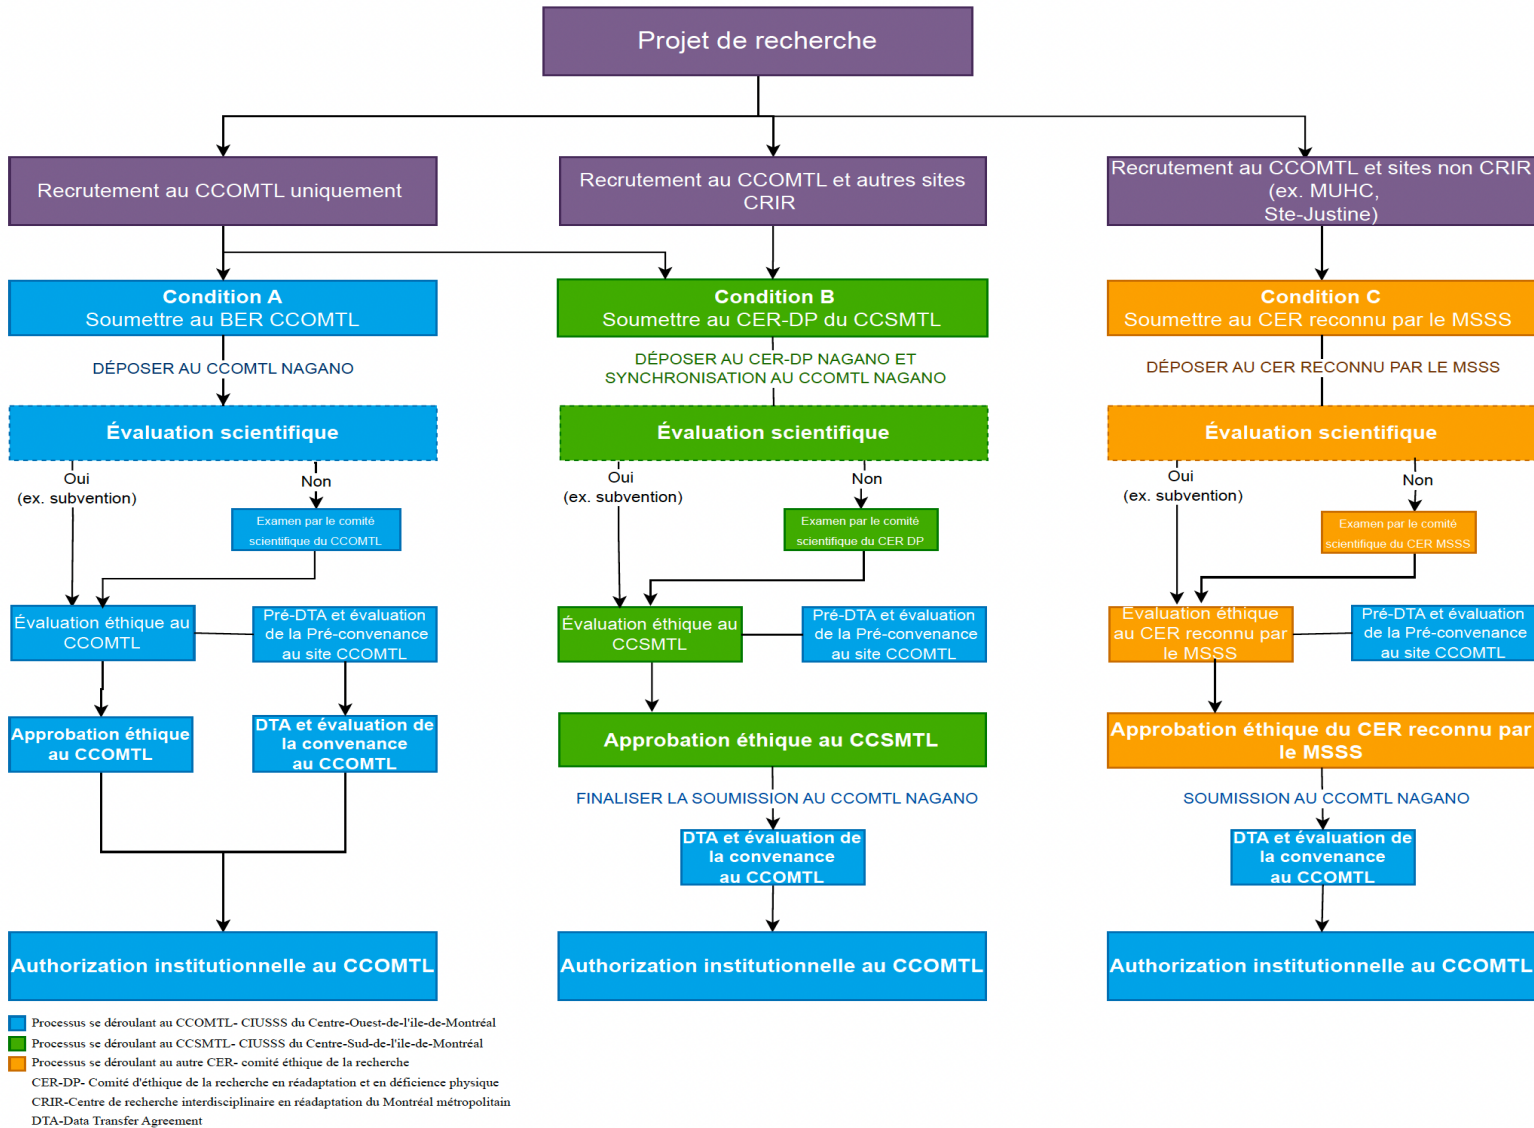 Projet de recherche
Recrutement au CCOMTL uniquement
Recrutement au CCOMTL et autres sites
CRIR
Recrutement au CCOMTL et sites non CRIR
(ex. MUHC,
Ste-Justine)
Condition A
Soumettre au BER CCOMTL
Condition B
Soumettre au CER-DP du CCSMTL
Condition C
Soumettre au CER reconnu par le MSSS
DÉPOSER AU CCOMTL NAGANO
DÉPOSER AU CER-DP NAGANO ET
SYNCHRONISATION AU CCOMTL NAGANO
DÉPOSER AU CER RECONNU PAR LE MSSS
Évaluation scientifique
Évaluation scientifique
Évaluation scientifique
Oui
(ex. subvention)
Non
Oui
(ex. subvention)
Non
Oui
(ex. subvention)
Non
Examen par le comité
scientifique du CCOMTL
Examen par le comité
scientifique du CER DP
Examen par le comité
scientifique du CER MSSS
Évaluation éthique au
CCOMTL
Pré-DTA et évaluation
de la Pré-convenance
au site CCOMTL
Évaluation éthique au
CCSMTL
Pré-DTA et évaluation
de la Pré-convenance
au site CCOMTL
Évaluation éthique
au CER reconnu par
le MSSS
Pré-DTA et évaluation
de la Pré-convenance
au site CCOMTL
Approbation éthique
au CCOMTL
DTA et évaluation de
la convenance
au CCOMTL
Approbation éthique au CCSMTL
Approbation éthique du CER reconnu par
le MSSS
FINALISER LA SOUMISSION AU CCOMTL NAGANO
SOUMISSION AU CCOMTL NAGANO
DTA et évaluation de
la convenance
au CCOMTL
DTA et évaluation de
la convenance
au CCOMTL
Authorization institutionnelle au CCOMTL
Authorization institutionnelle au CCOMTL
Authorization institutionnelle au CCOMTL
Processus se déroulant au CCOMTL- CIUSSS du Centre-Ouest-de-l'île-de-Montréal
Processus se déroulant au CCSMTL- CIUSSS du Centre-Sud-de-l'île-de-Montréal
Processus se déroulant au autre CER- comité éthique de la recherche
CER-DP- Comité d'éthique de la recherche en réadaptation et en déficience physique
CRIR-Centre de recherche interdisciplinaire en réadaptation du Montréal métropolitain
DTA-Data Transfer Agreement